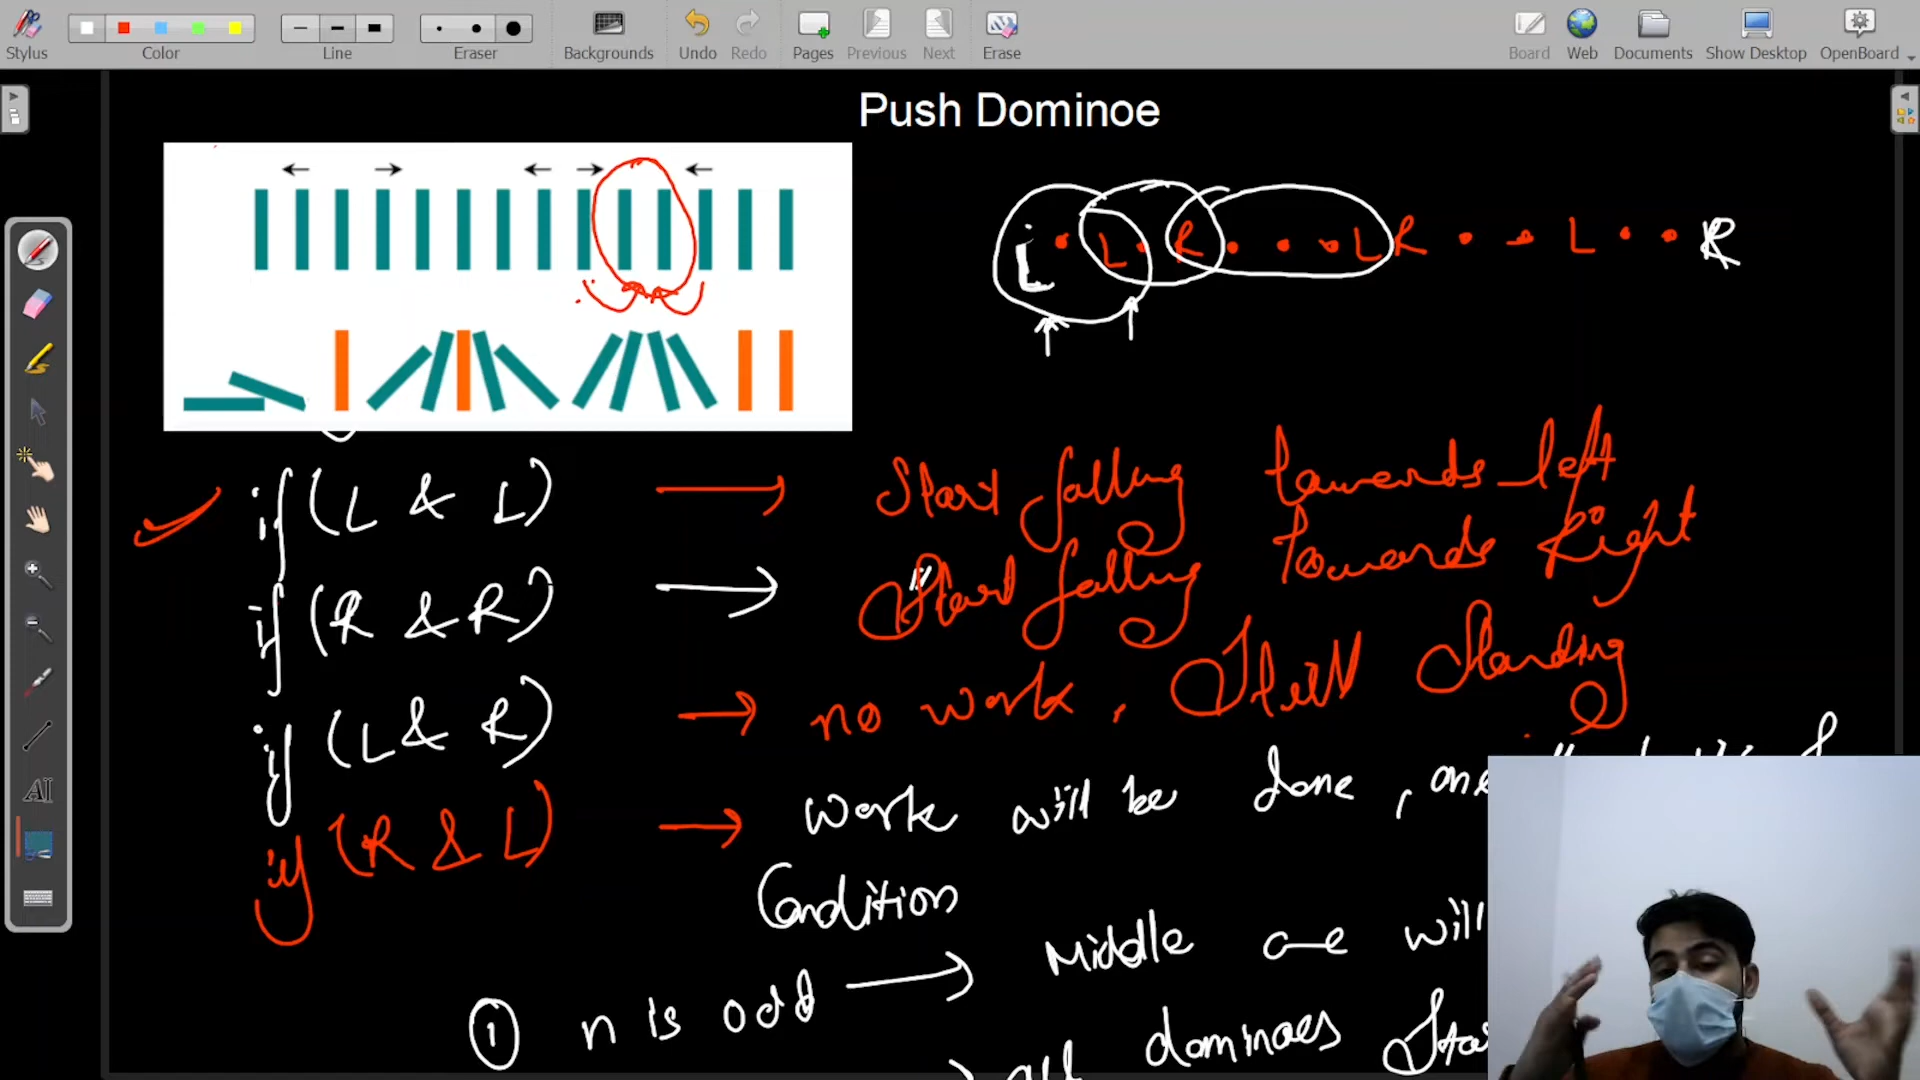 Stylus Color Line Eraser Backgrounds Undo Redo Pages Previous Next Erase Board Web Documents Show Desktop OpenBoard
Push Dominoe
L • L • R • • • L R • • L • • R
if (L & L) → Start falling towards left
if (R & R) → Start falling towards Right
if (L & R) → no work, Still Standing
if (R & L) → Work will be done, one
Condition
① n is odd → Middle one will
all dominoes Sta